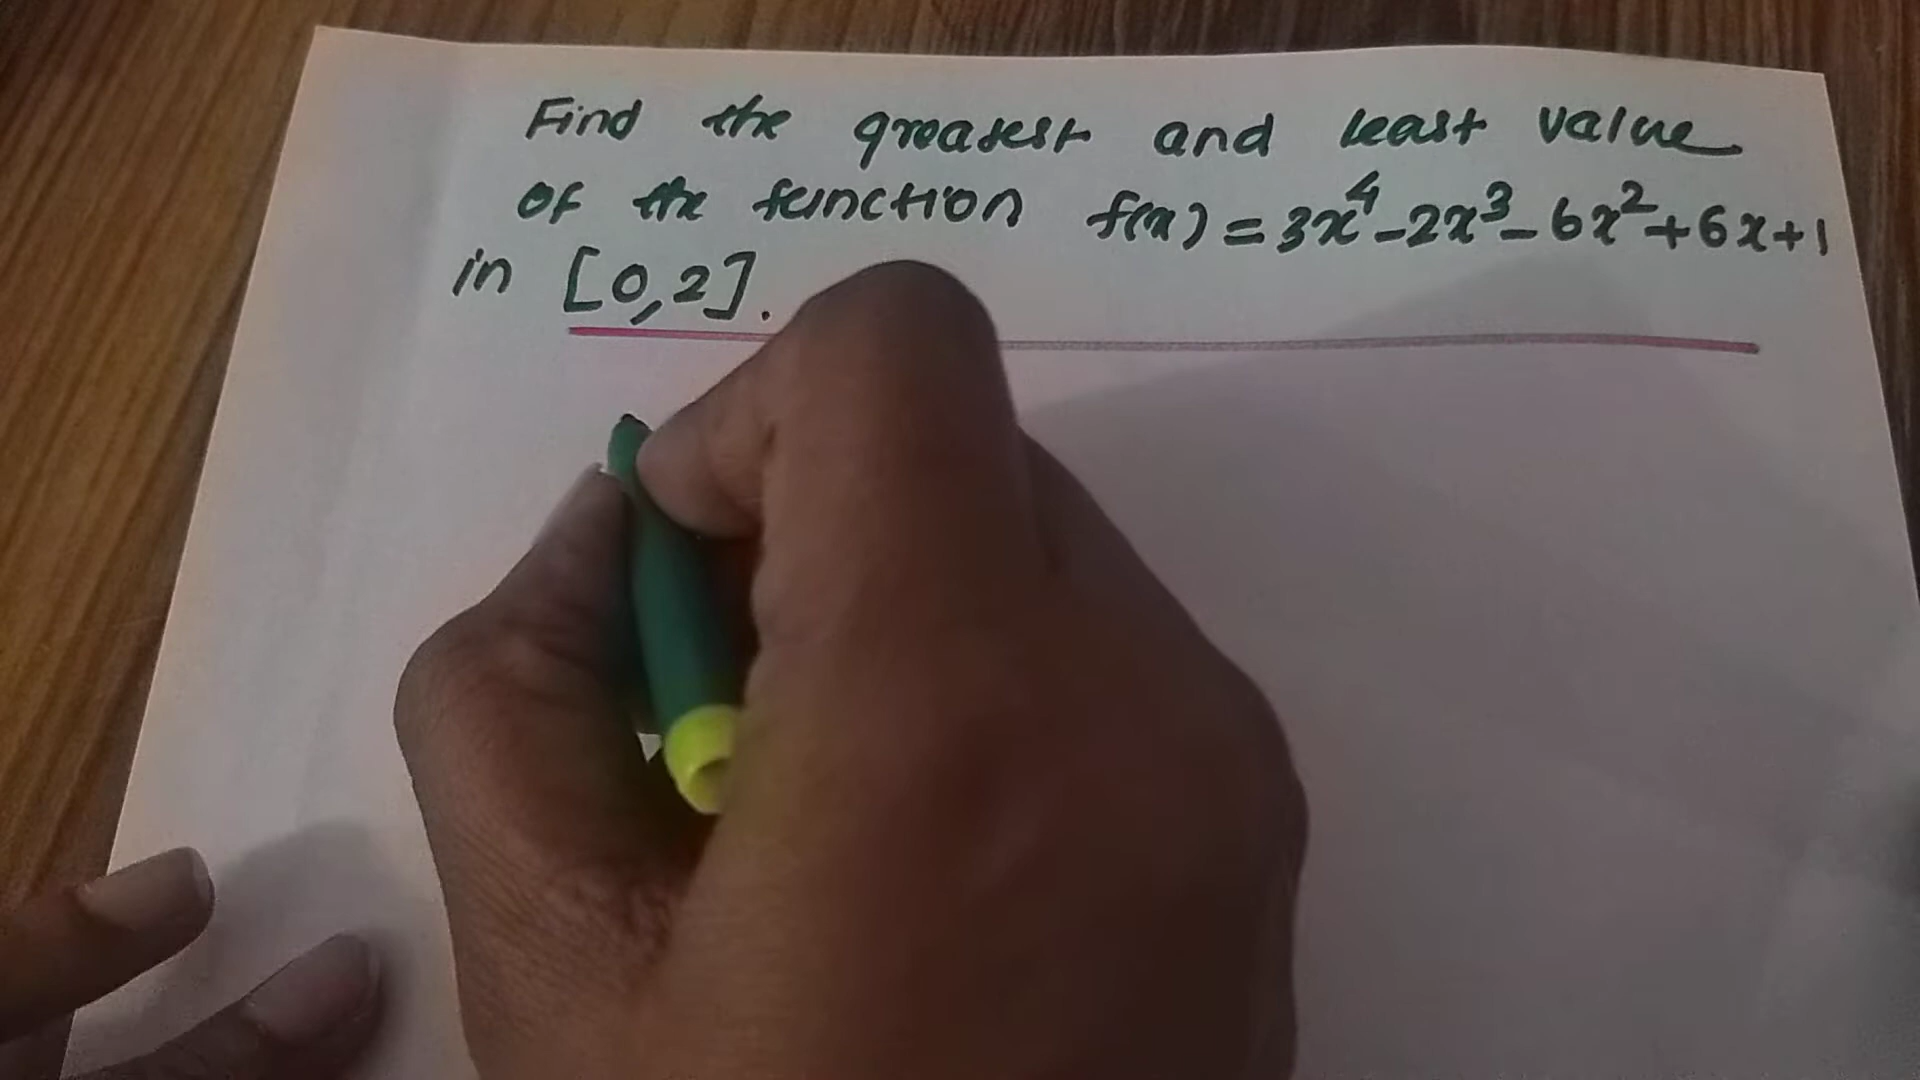 Find the greatest and least value
of the function f(x) = 3x⁴-2x³-6x²+6x+1
in [0,2].